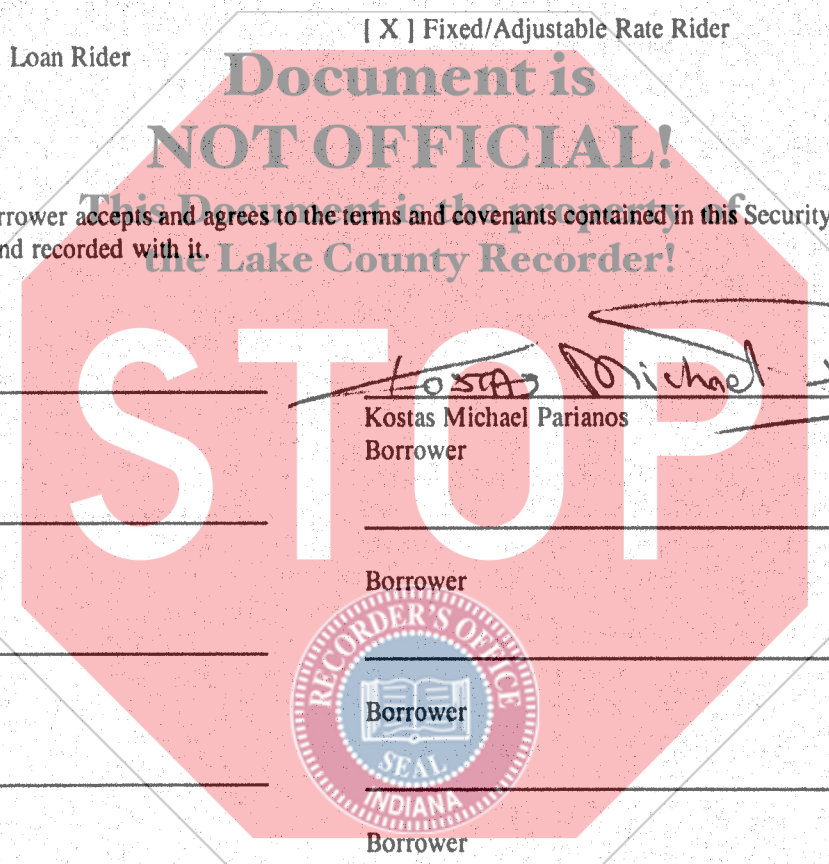 [ X ] Fixed/Adjustable Rate Rider
Loan Rider
Document is
NOT OFFICIAL!
This Document is the property of
rrower accepts and agrees to the terms and covenants contained in this Security
the Lake County Recorder!
nd recorded with it.
STOP
Kostas Michael
Kostas Michael Parianos
Borrower
Borrower
RECORDER'S OFFICE
Borrower
SEAL
INDIANA
Borrower